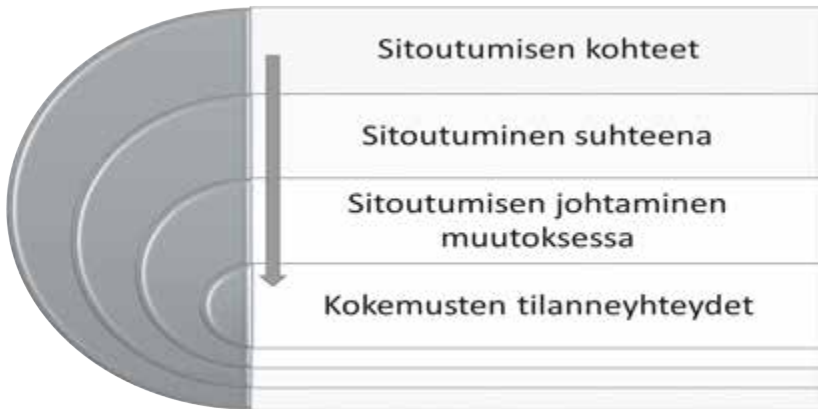 Sitoutumisen kohteet
Sitoutuminen suhteena
Sitoutumisen johtaminen
muutoksessa
Kokemusten tilanneyhteydet